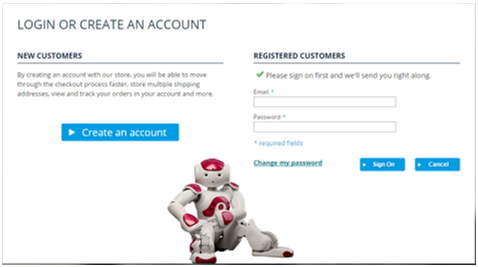 LOGIN OR CREATE AN ACCOUNT
NEW CUSTOMERS
By creating an account with our store, you will be able to move
through the checkout process faster, store multiple shipping
addresses, view and track your orders in your account and more.
Create an account
REGISTERED CUSTOMERS
Please sign on first and we'll send you right along.
Email *
Password *
* required fields
Change my password
Sign On
Cancel